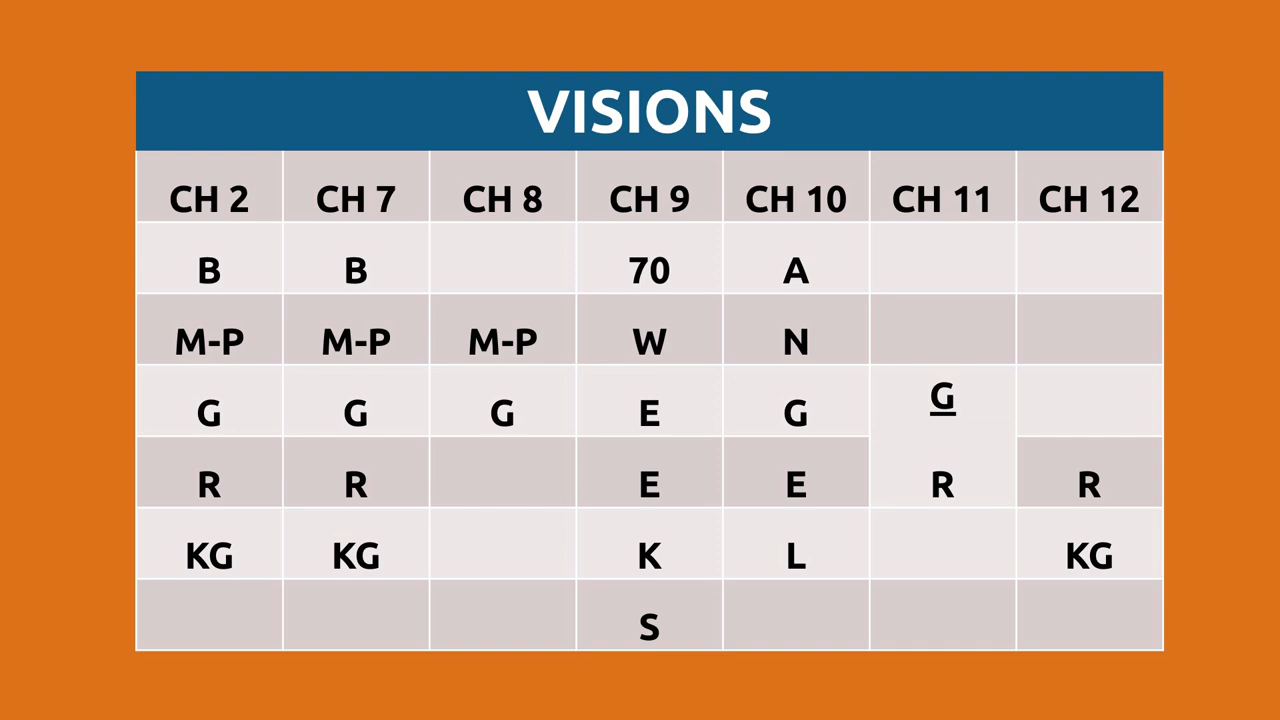 VISIONS
CH 2 CH 7 CH 8 CH 9 CH 10 CH 11 CH 12
B B 70 A
M-P M-P M-P W N
G G G E G G
R R E E R R
KG KG K L KG
S